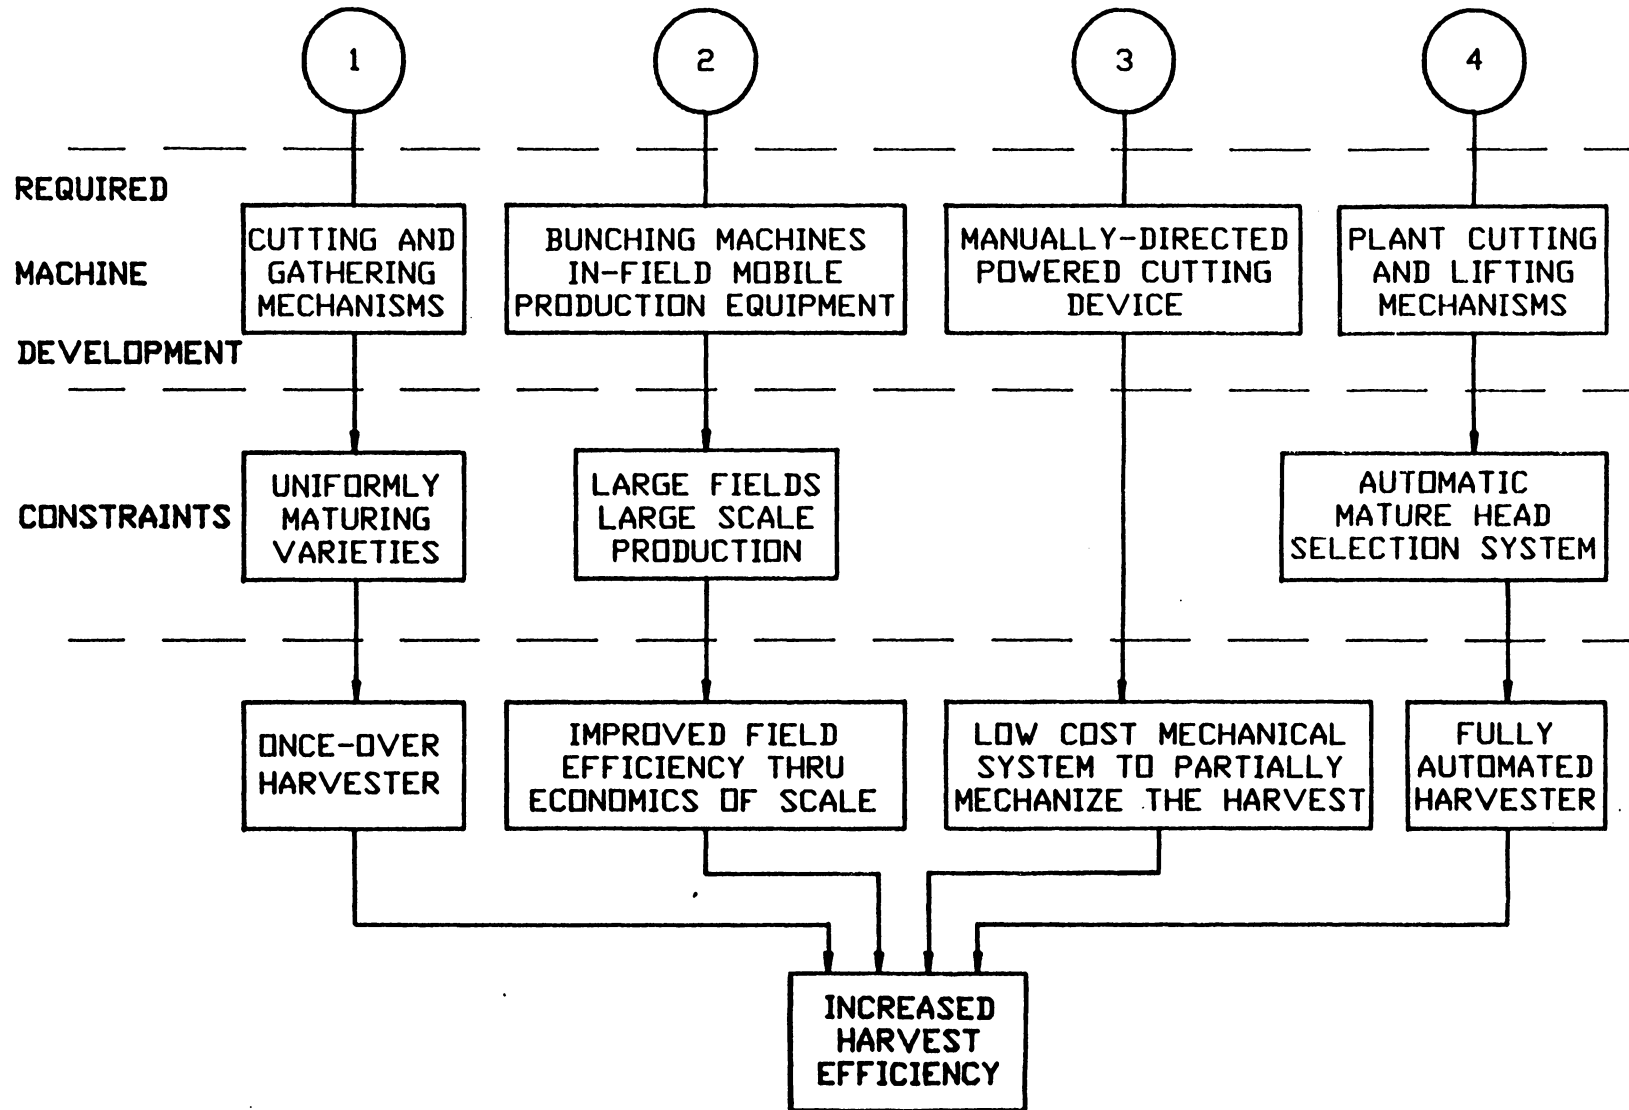 1
2
3
4
REQUIRED
MACHINE
DEVELOPMENT
CUTTING AND
GATHERING
MECHANISMS
BUNCHING MACHINES
IN-FIELD MOBILE
PRODUCTION EQUIPMENT
MANUALLY-DIRECTED
POWERED CUTTING
DEVICE
PLANT CUTTING
AND LIFTING
MECHANISMS
CONSTRAINTS
UNIFORMLY
MATURING
VARIETIES
LARGE FIELDS
LARGE SCALE
PRODUCTION
AUTOMATIC
MATURE HEAD
SELECTION SYSTEM
ONCE-OVER
HARVESTER
IMPROVED FIELD
EFFICIENCY THRU
ECONOMICS OF SCALE
LOW COST MECHANICAL
SYSTEM TO PARTIALLY
MECHANIZE THE HARVEST
FULLY
AUTOMATED
HARVESTER
INCREASED
HARVEST
EFFICIENCY